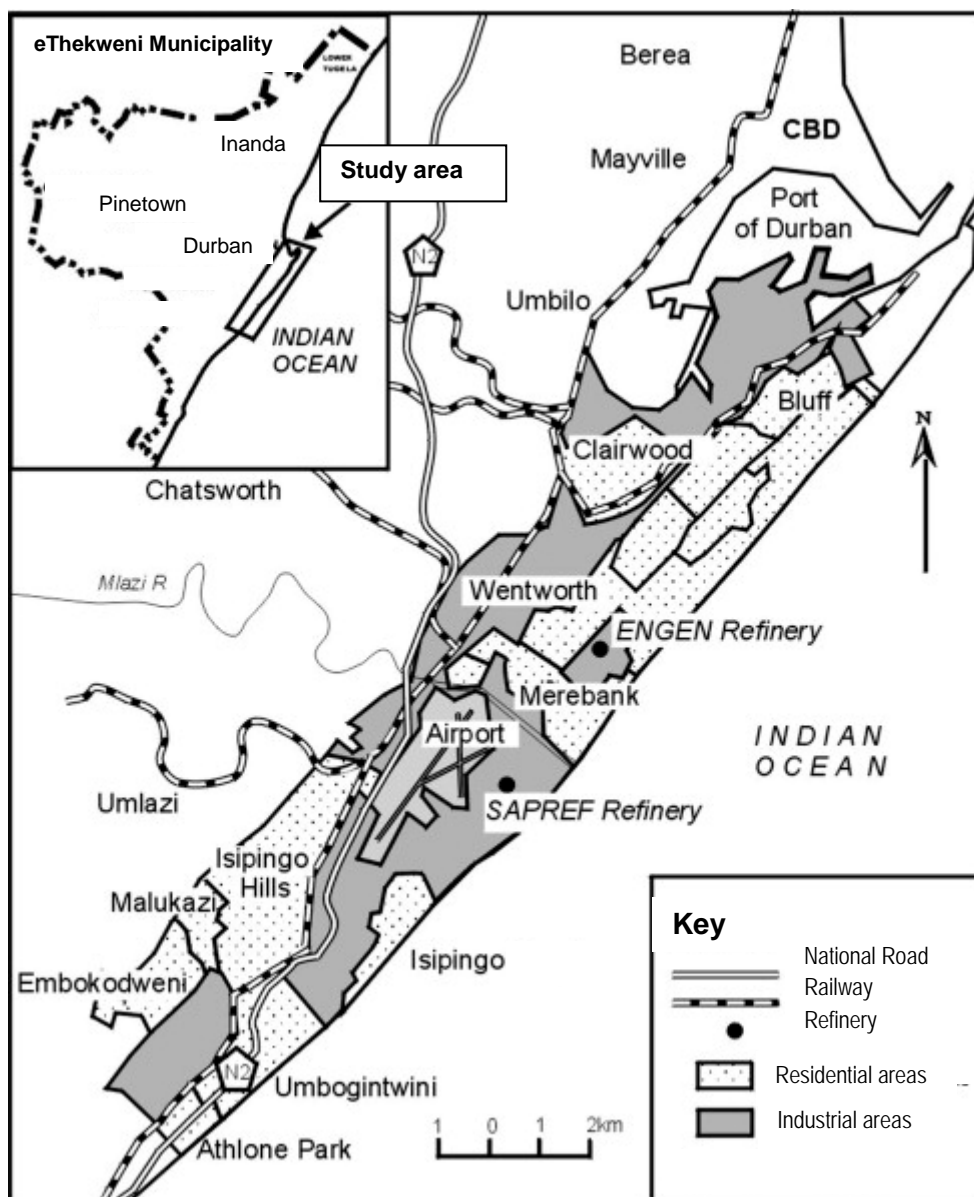 eThekweni Municipality
LOWER
TUGELA
Inanda
Study area
Pinetown
Durban
INDIAN
OCEAN
Berea
CBD
Mayville
Port
of Durban
N2
Umbilo
Bluff
N
Clairwood
Chatsworth
Mlazi R
Wentworth
ENGEN Refinery
Merebank
Airport
INDIAN
OCEAN
SAPREF Refinery
Umlazi
Isipingo
Hills
Malukazi
Isipingo
Embokodweni
N2
Umbogintwini
Athlone Park
1 0 1 2km
Key
National Road
Railway
Refinery
Residential areas
Industrial areas